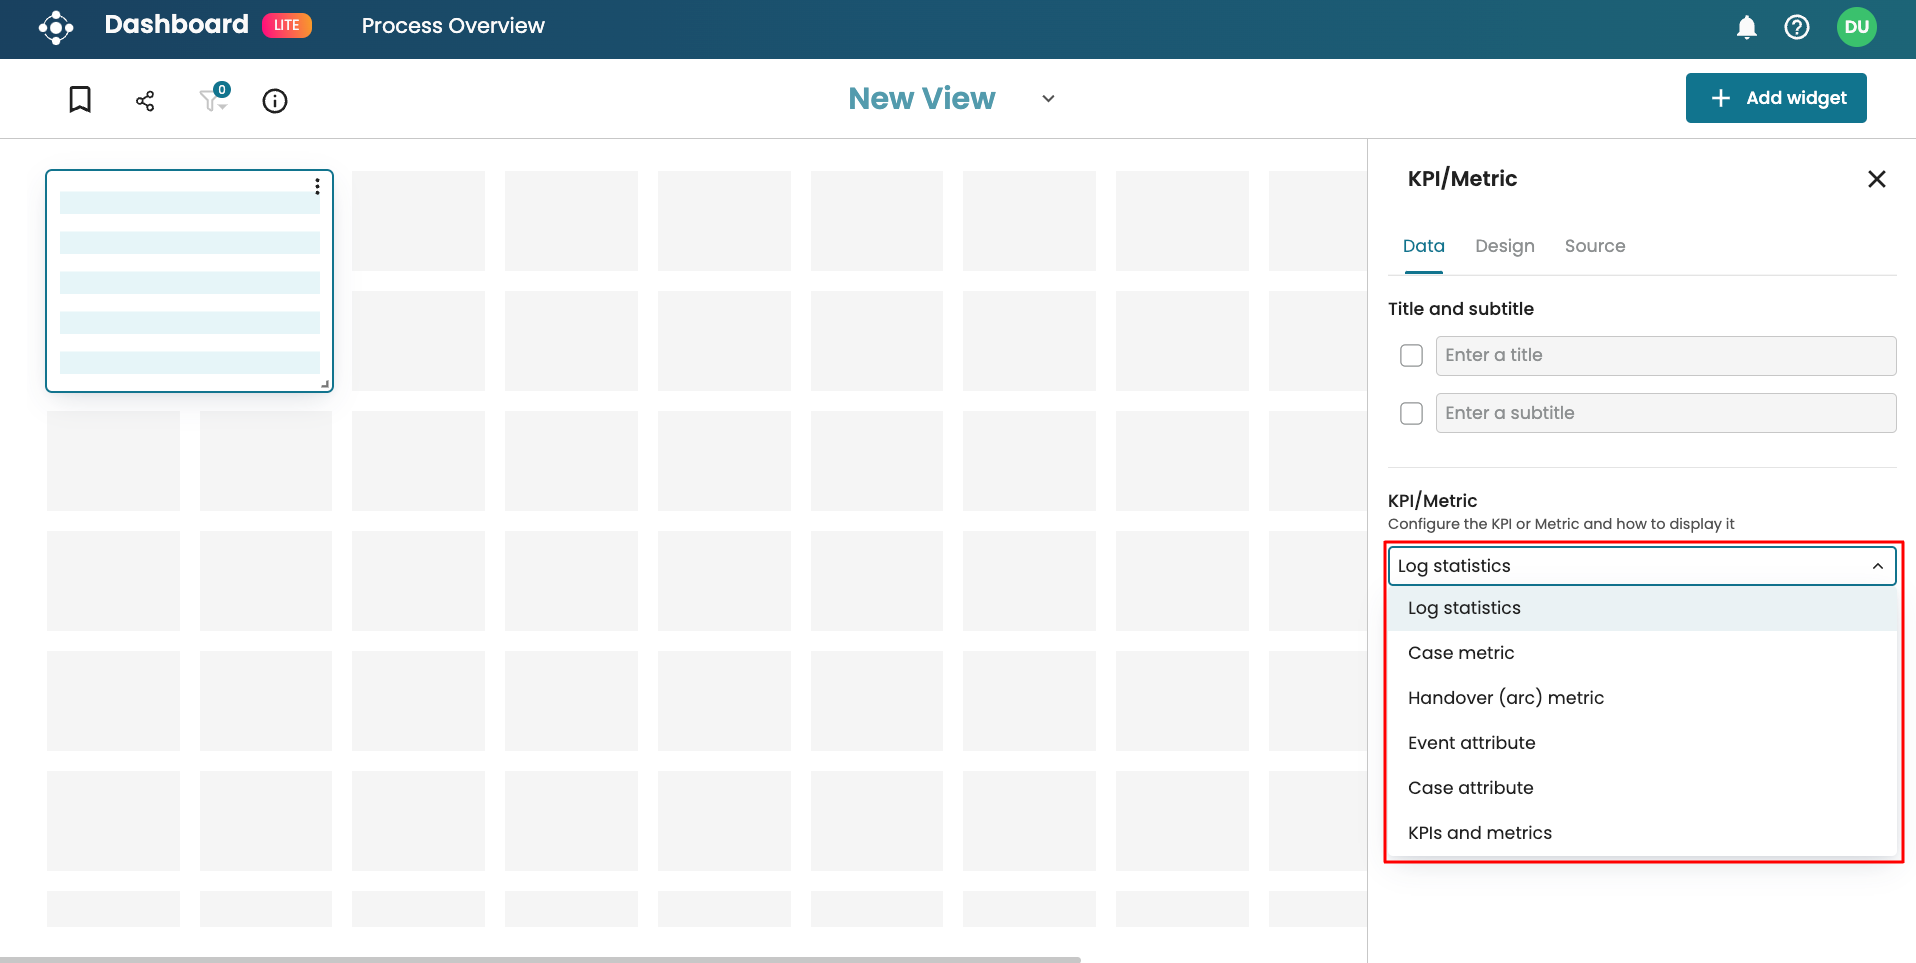 Dashboard LITE Process Overview DU
0 New View Add widget
KPI/Metric
Data Design Source
Title and subtitle
Enter a title
Enter a subtitle
KPI/Metric
Configure the KPI or Metric and how to display it
Log statistics
Log statistics
Case metric
Handover (arc) metric
Event attribute
Case attribute
KPIs and metrics